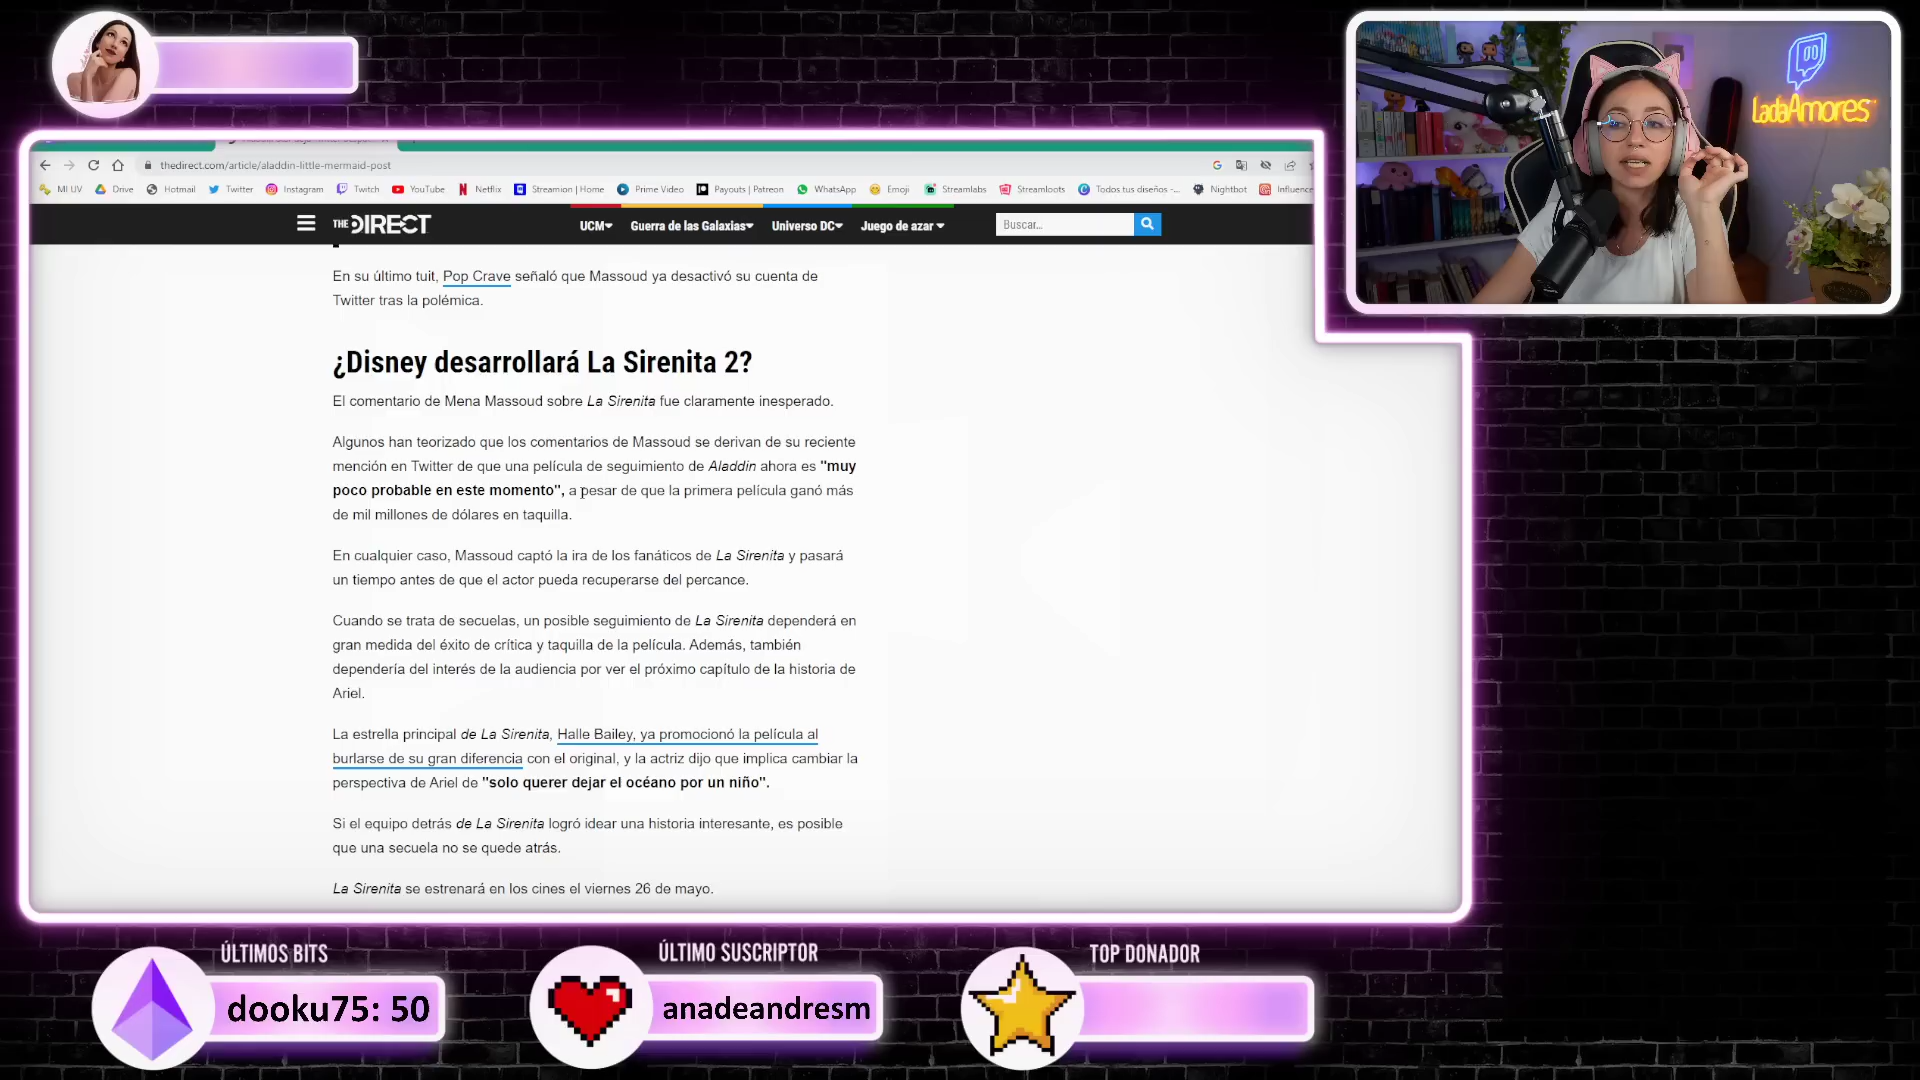 LadaAmores
thedirect.com/article/aladdin-little-mermaid-post
MI UV Drive Hotmail Twitter Instagram Twitch YouTube Netflix Streamion | Home Prime Video Payouts | Patreon WhatsApp Emoji Streamlabs Streamloots Todos tus diseños -... Nightbot Influence
THE DIRECT UCM Guerra de las Galaxias Universo DC Juego de azar Buscar...
En su último tuit, Pop Crave señaló que Massoud ya desactivó su cuenta de
Twitter tras la polémica.
¿Disney desarrollará La Sirenita 2?
El comentario de Mena Massoud sobre La Sirenita fue claramente inesperado.
Algunos han teorizado que los comentarios de Massoud se derivan de su reciente
mención en Twitter de que una película de seguimiento de Aladdin ahora es "muy
poco probable en este momento", a pesar de que la primera película ganó más
de mil millones de dólares en taquilla.
En cualquier caso, Massoud captó la ira de los fanáticos de La Sirenita y pasará
un tiempo antes de que el actor pueda recuperarse del percance.
Cuando se trata de secuelas, un posible seguimiento de La Sirenita dependerá en
gran medida del éxito de crítica y taquilla de la película. Además, también
dependería del interés de la audiencia por ver el próximo capítulo de la historia de
Ariel.
La estrella principal de La Sirenita, Halle Bailey, ya promocionó la película al
burlarse de su gran diferencia con el original, y la actriz dijo que implica cambiar la
perspectiva de Ariel de "solo querer dejar el océano por un niño".
Si el equipo detrás de La Sirenita logró idear una historia interesante, es posible
que una secuela no se quede atrás.
La Sirenita se estrenará en los cines el viernes 26 de mayo.
ÚLTIMOS BITS
dooku75: 50
ÚLTIMO SUSCRIPTOR
anadeandresm
TOP DONADOR